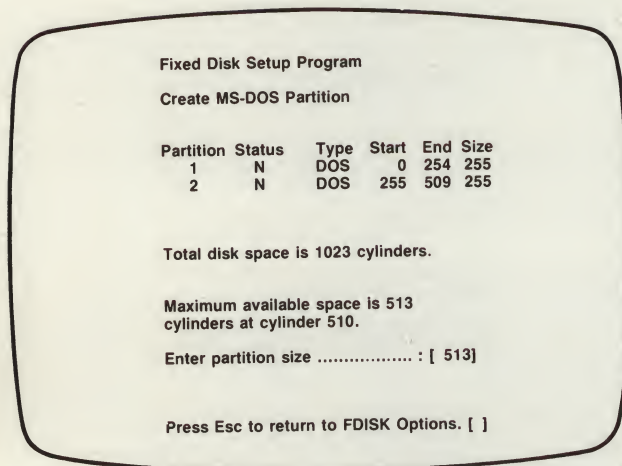 Fixed Disk Setup Program
Create MS-DOS Partition
Partition Status Type Start End Size
1 N DOS 0 254 255
2 N DOS 255 509 255
Total disk space is 1023 cylinders.
Maximum available space is 513
cylinders at cylinder 510.
Enter partition size .................. : [ 513]
Press Esc to return to FDISK Options. [ ]